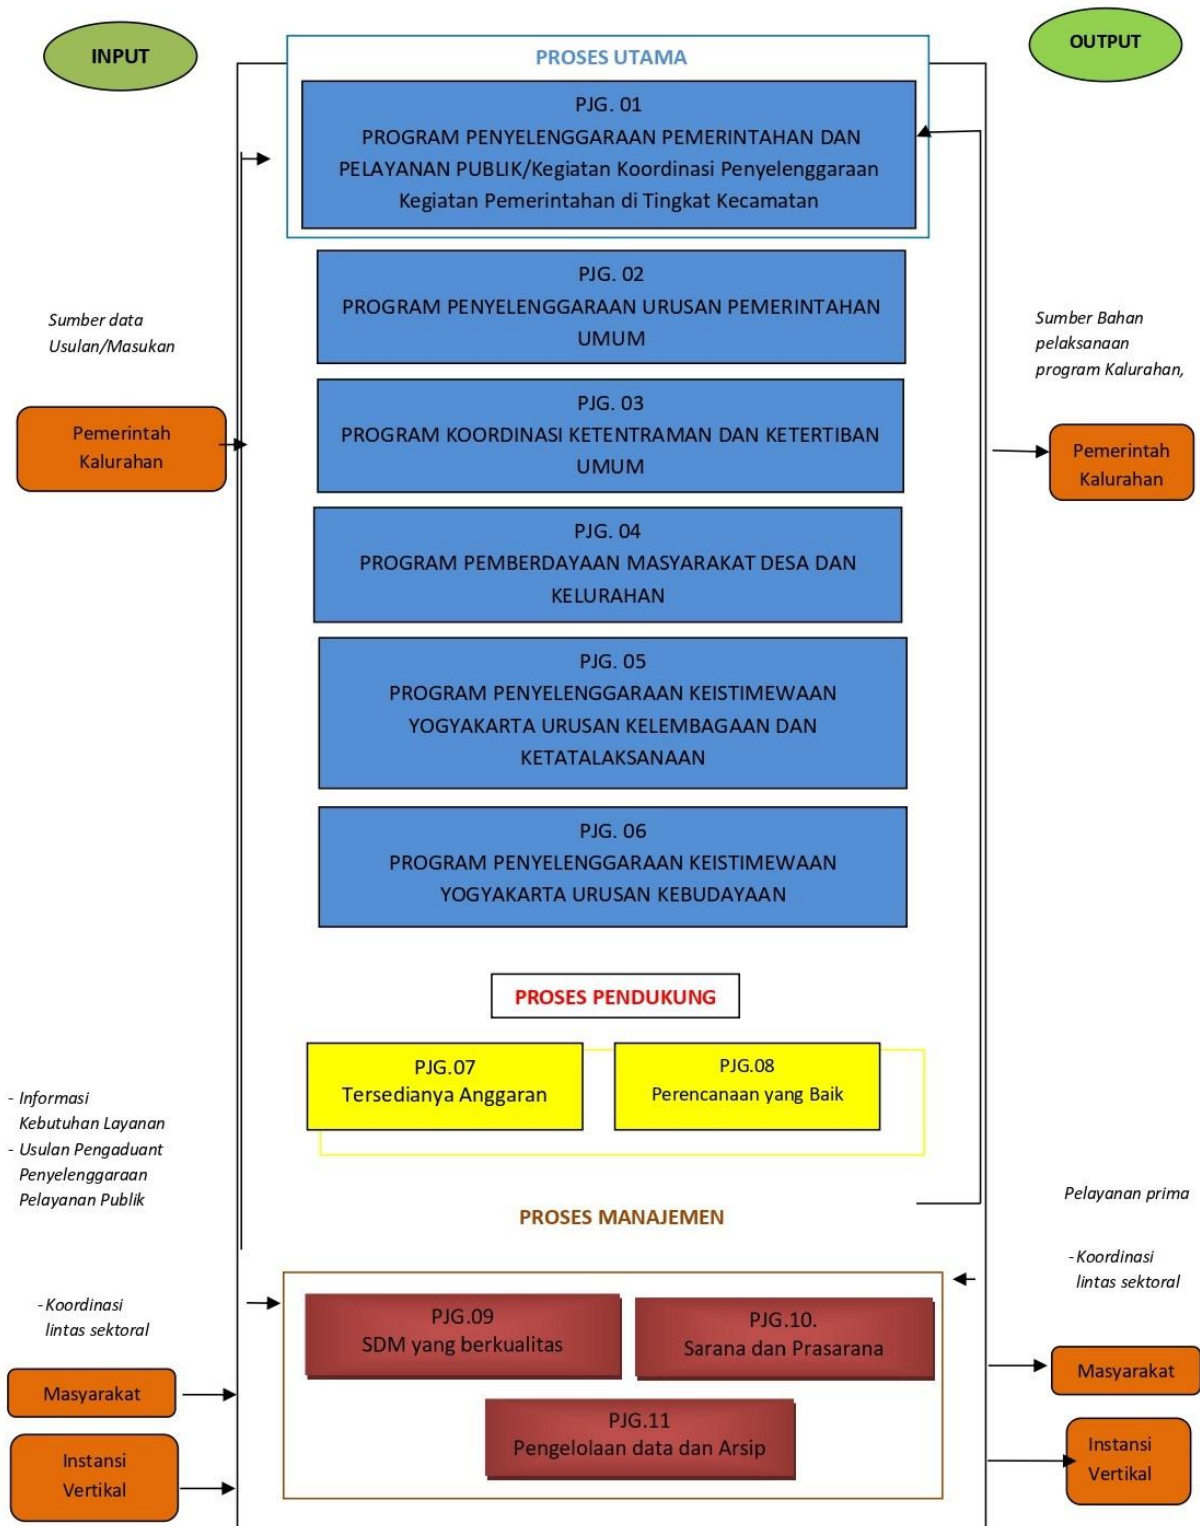 INPUT
OUTPUT
PROSES UTAMA
PJG. 01
PROGRAM PENYELENGGARAAN PEMERINTAHAN DAN
PELAYANAN PUBLIK/Kegiatan Koordinasi Penyelenggaraan
Kegiatan Pemerintahan di Tingkat Kecamatan
PJG. 02
PROGRAM PENYELENGGARAAN URUSAN PEMERINTAHAN
UMUM
Sumber data
Usulan/Masukan
Sumber Bahan
pelaksanaan
program Kalurahan,
PJG. 03
PROGRAM KOORDINASI KETENTRAMAN DAN KETERTIBAN
UMUM
Pemerintah
Kalurahan
Pemerintah
Kalurahan
PJG. 04
PROGRAM PEMBERDAYAAN MASYARAKAT DESA DAN
KELURAHAN
PJG. 05
PROGRAM PENYELENGGARAAN KEISTIMEWAAN
YOGYAKARTA URUSAN KELEMBAGAAN DAN
KETATALAKSANAAN
PJG. 06
PROGRAM PENYELENGGARAAN KEISTIMEWAAN
YOGYAKARTA URUSAN KEBUDAYAAN
PROSES PENDUKUNG
PJG.07
Tersedianya Anggaran
PJG.08
Perencanaan yang Baik
- Informasi
Kebutuhan Layanan
- Usulan Pengaduant
Penyelenggaraan
Pelayanan Publik
Pelayanan prima
PROSES MANAJEMEN
- Koordinasi
lintas sektoral
- Koordinasi
lintas sektoral
PJG.09
SDM yang berkualitas
PJG.10.
Sarana dan Prasarana
Masyarakat
Masyarakat
PJG.11
Pengelolaan data dan Arsip
Instansi
Vertikal
Instansi
Vertikal